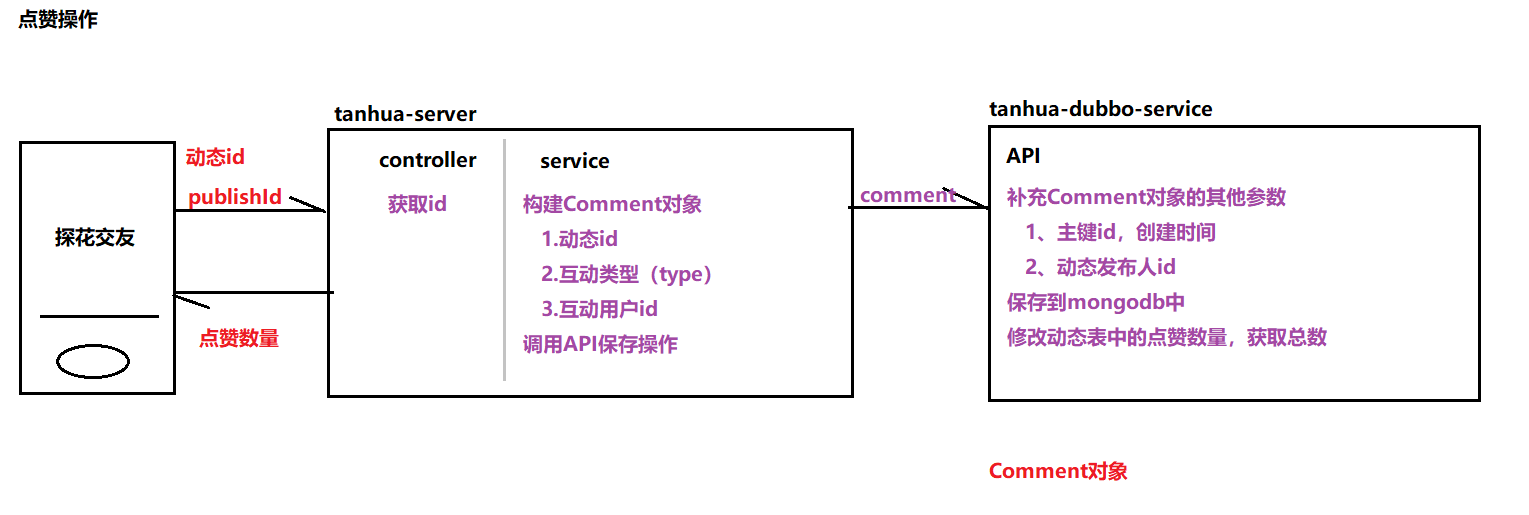 点赞操作
探花交友
动态id
publishId
点赞数量
tanhua-server
controller
获取id
service
构建Comment对象
1.动态id
2.互动类型（type）
3.互动用户id
调用API保存操作
comment
tanhua-dubbo-service
API
补充Comment对象的其他参数
1、主键id，创建时间
2、动态发布人id
保存到mongodb中
修改动态表中的点赞数量，获取总数
Comment对象